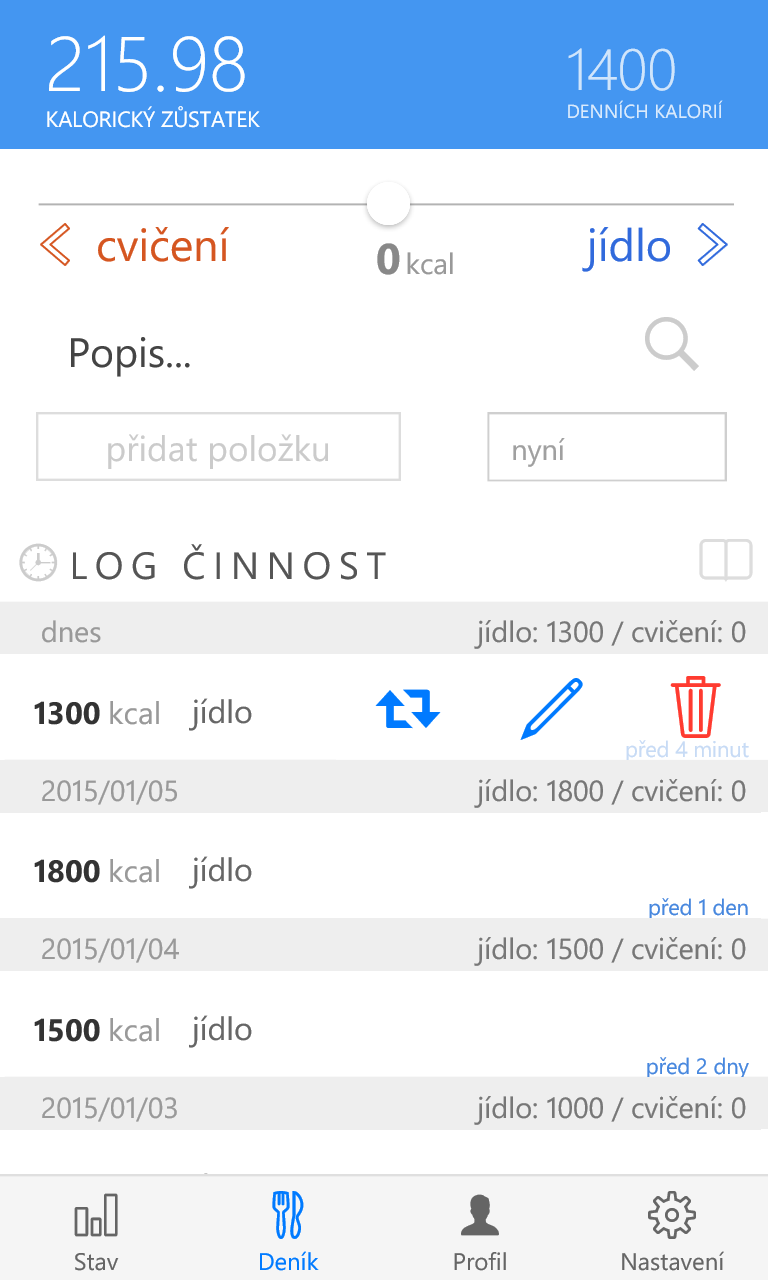 215.98
1400
KALORICKÝ ZŮSTATEK
DENNÍCH KALORIÍ
cvičení
0 kcal
jídlo
Popis...
přidat položku
nyní
LOG ČINNOST
dnes
jídlo: 1300 / cvičení: 0
1300 kcal jídlo
před 4 minut
2015/01/05
jídlo: 1800 / cvičení: 0
1800 kcal jídlo
před 1 den
2015/01/04
jídlo: 1500 / cvičení: 0
1500 kcal jídlo
před 2 dny
2015/01/03
jídlo: 1000 / cvičení: 0
Stav
Deník
Profil
Nastavení